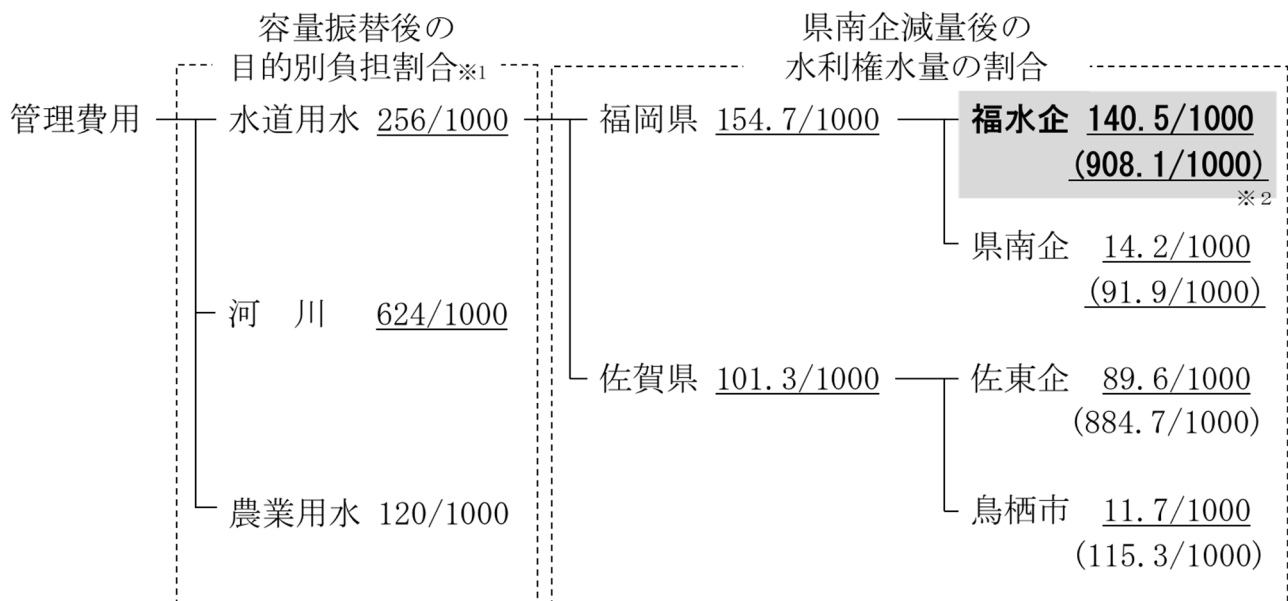 容量振替後の
目的別負担割合※1
県南企減量後の
水利権水量の割合
管理費用
水道用水 256/1000
福岡県 154.7/1000
福水企 140.5/1000
(908.1/1000)
※2
県南企 14.2/1000
(91.9/1000)
河　川 624/1000
佐賀県 101.3/1000
佐東企 89.6/1000
(884.7/1000)
農業用水 120/1000
鳥栖市 11.7/1000
(115.3/1000)